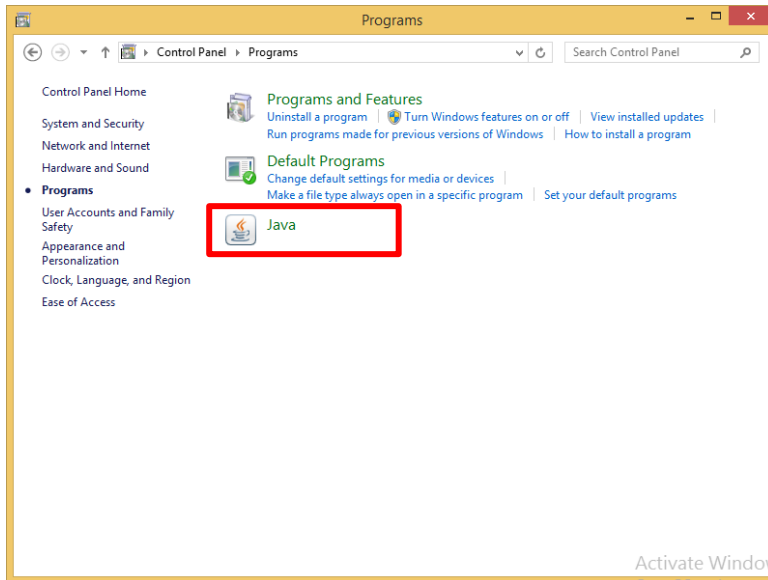 Programs
Control Panel Programs
Search Control Panel
Control Panel Home
System and Security
Network and Internet
Hardware and Sound
Programs
User Accounts and Family
Safety
Appearance and
Personalization
Clock, Language, and Region
Ease of Access
Programs and Features
Uninstall a program Turn Windows features on or off View installed updates
Run programs made for previous versions of Windows How to install a program
Default Programs
Change default settings for media or devices
Make a file type always open in a specific program Set your default programs
Java
Activate Window